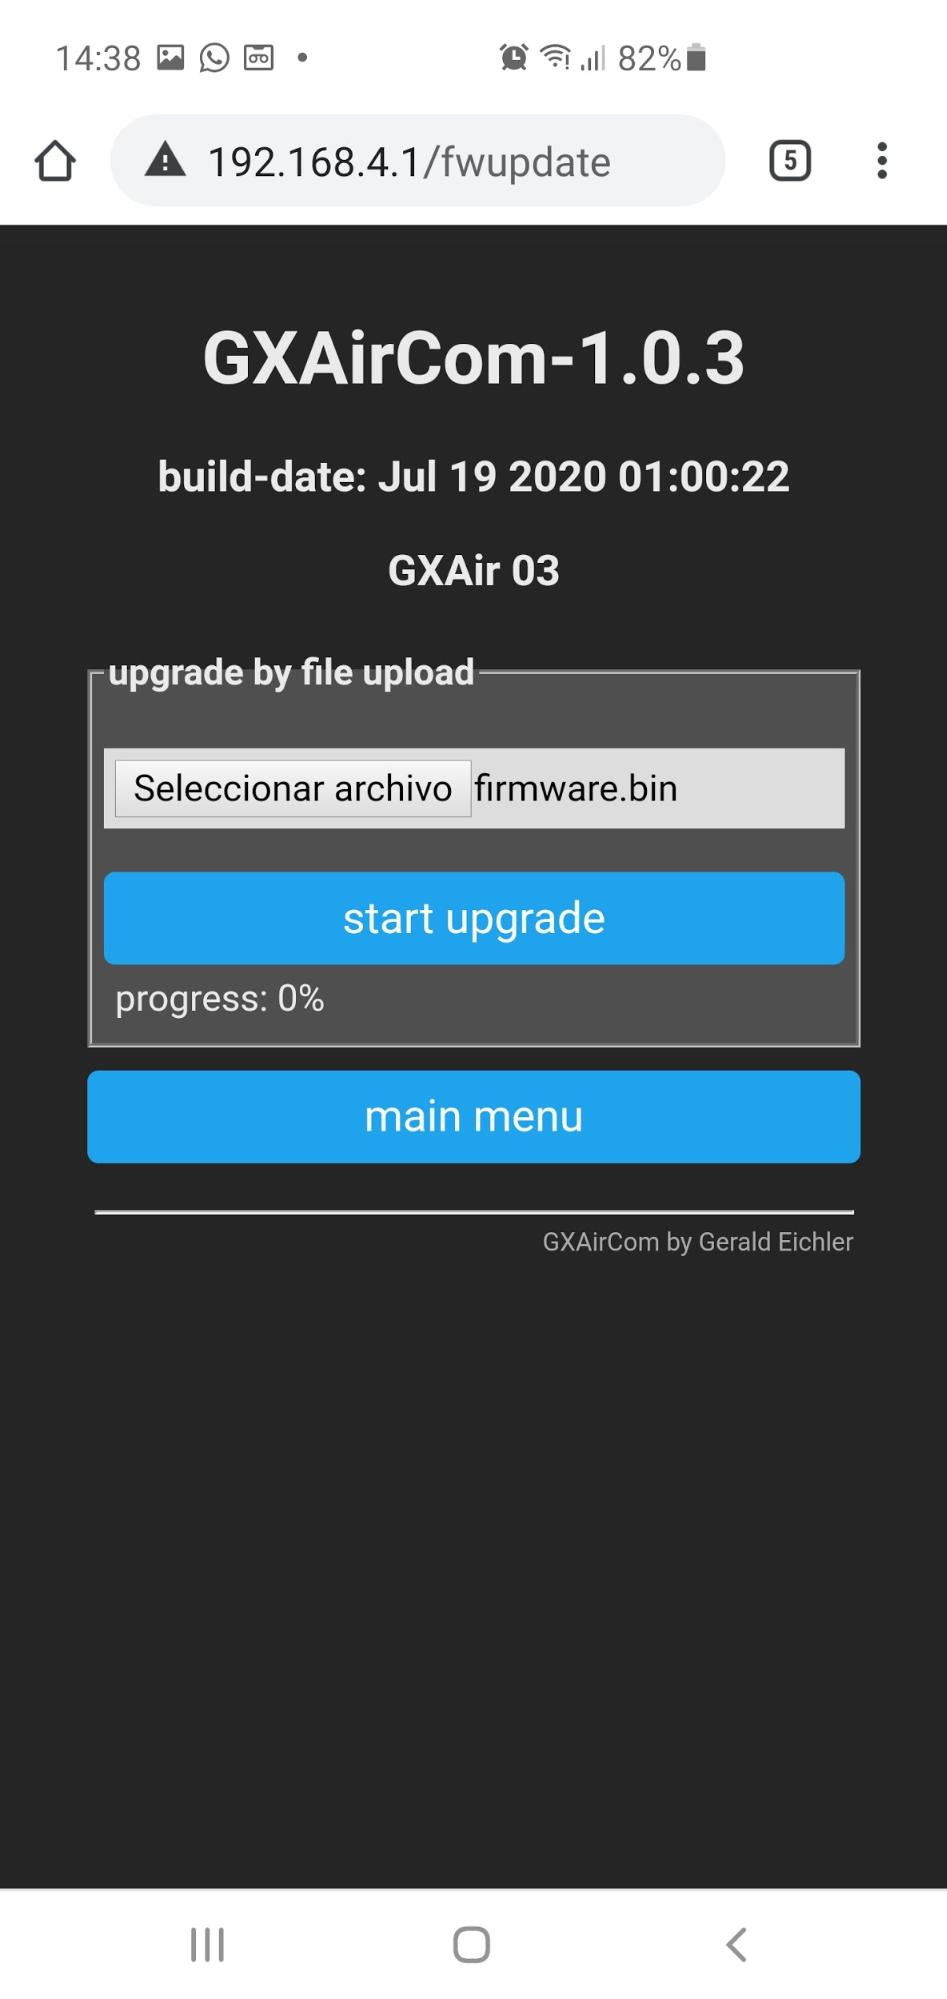 14:38
82%
192.168.4.1/fwupdate
5
GXAirCom-1.0.3
build-date: Jul 19 2020 01:00:22
GXAir 03
upgrade by file upload
Seleccionar archivo firmware.bin
start upgrade
progress: 0%
main menu
GXAirCom by Gerald Eichler